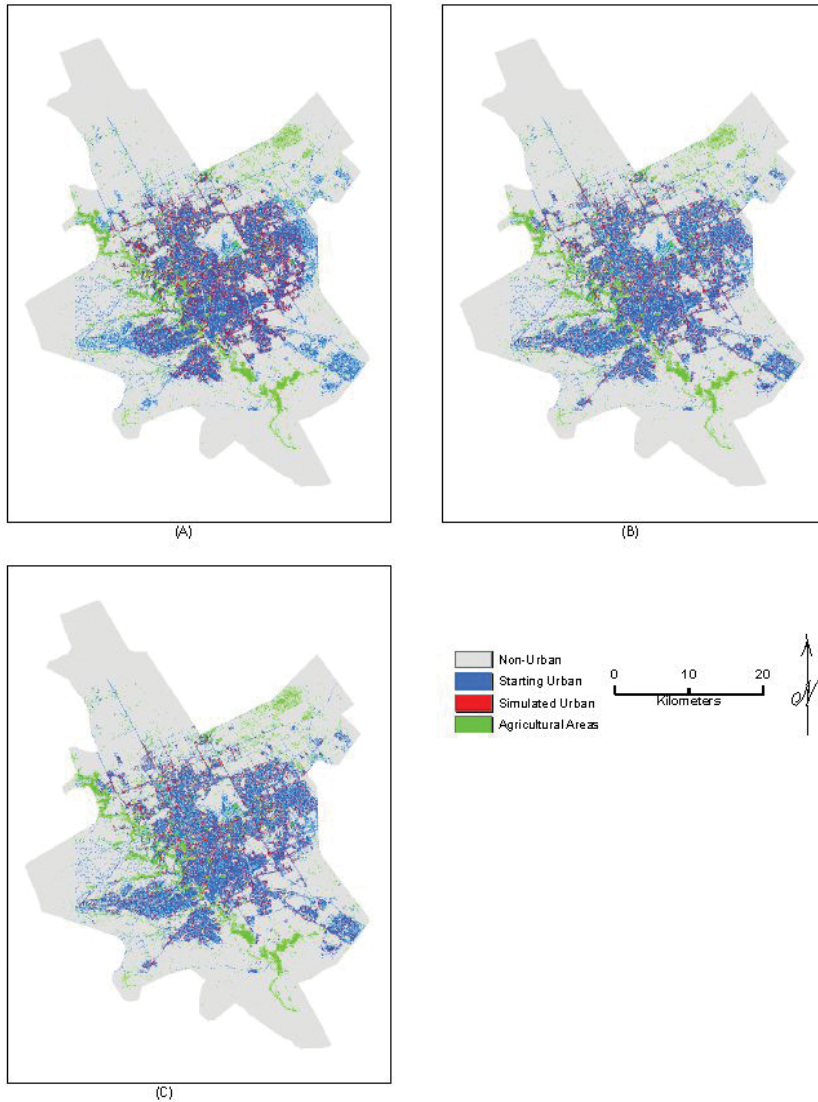 (A)
(B)
Non-Urban
Starting Urban
Simulated Urban
Agricultural Areas
0 10 20
Kilometers
N
(C)